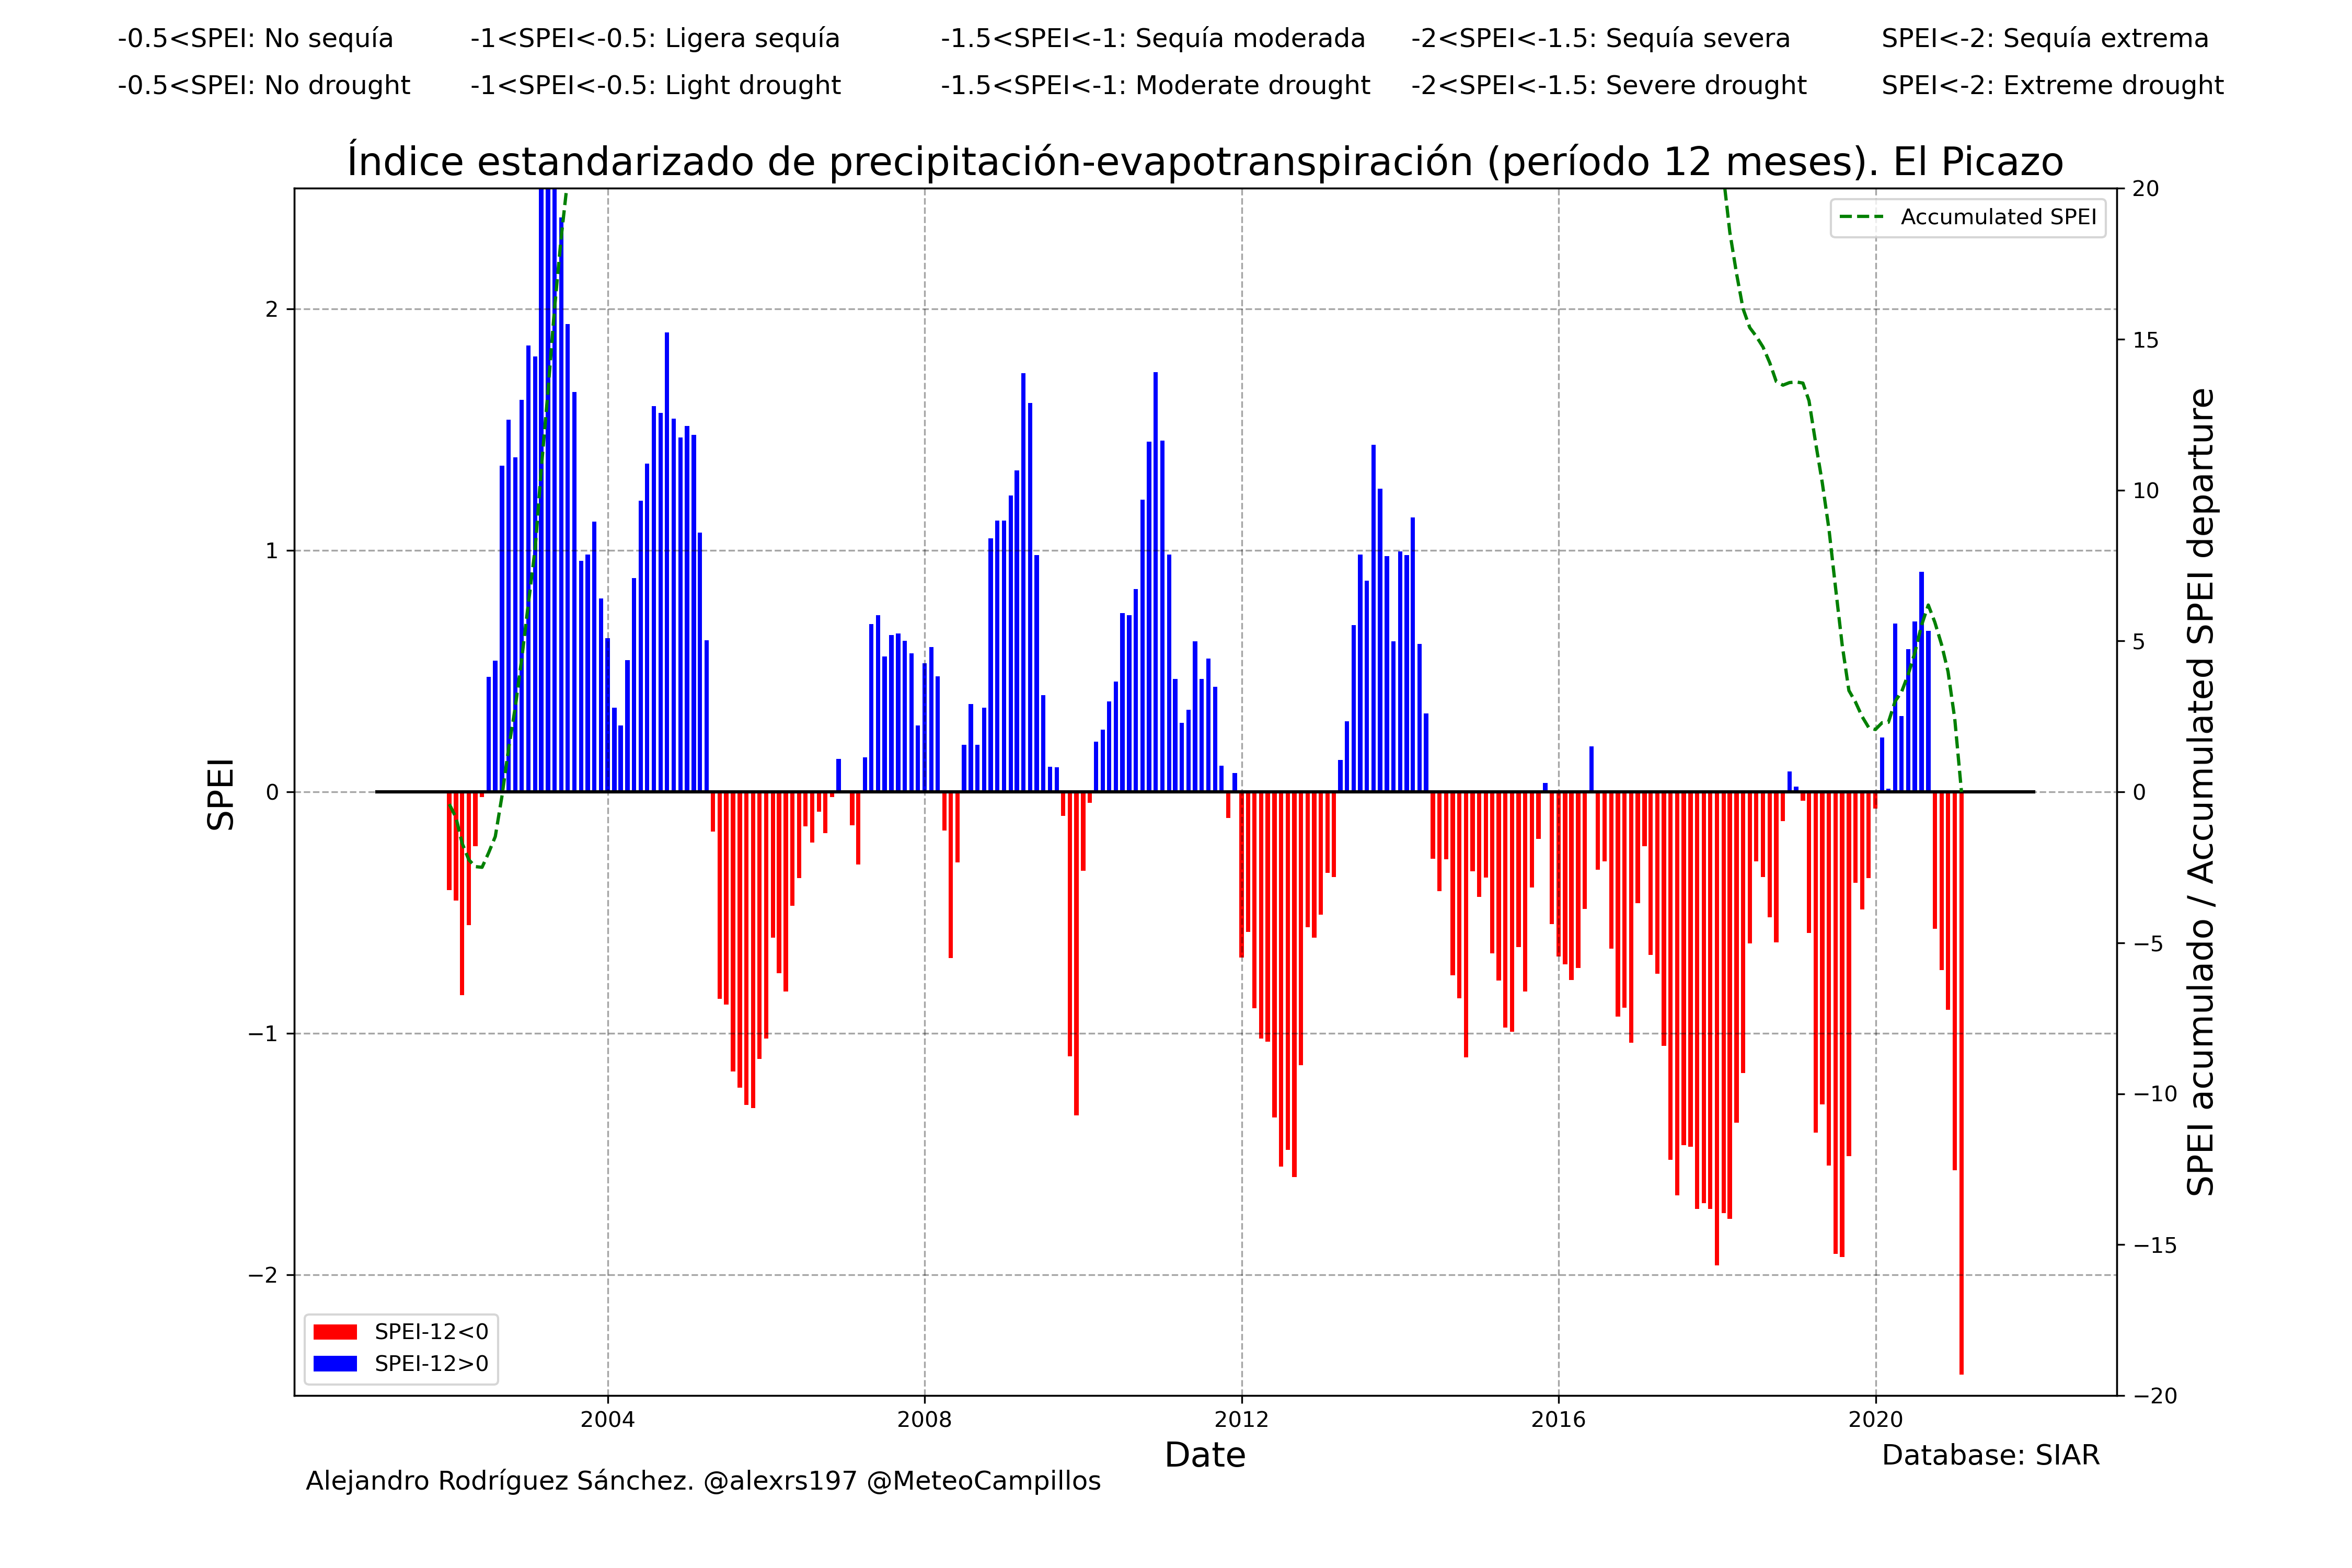 -0.5<SPEI: No sequía -1<SPEI<-0.5: Ligera sequía -1.5<SPEI<-1: Sequía moderada -2<SPEI<-1.5: Sequía severa SPEI<-2: Sequía extrema
-0.5<SPEI: No drought -1<SPEI<-0.5: Light drought -1.5<SPEI<-1: Moderate drought -2<SPEI<-1.5: Severe drought SPEI<-2: Extreme drought
Índice estandarizado de precipitación-evapotranspiración (período 12 meses). El Picazo
Accumulated SPEI
SPEI
2
1
0
−1
−2
20
15
10
5
0
−5
−10
−15
−20
SPEI acumulado / Accumulated SPEI departure
SPEI-12<0
SPEI-12>0
2004 2008 2012 2016 2020
Date
Database: SIAR
Alejandro Rodríguez Sánchez. @alexrs197 @MeteoCampillos